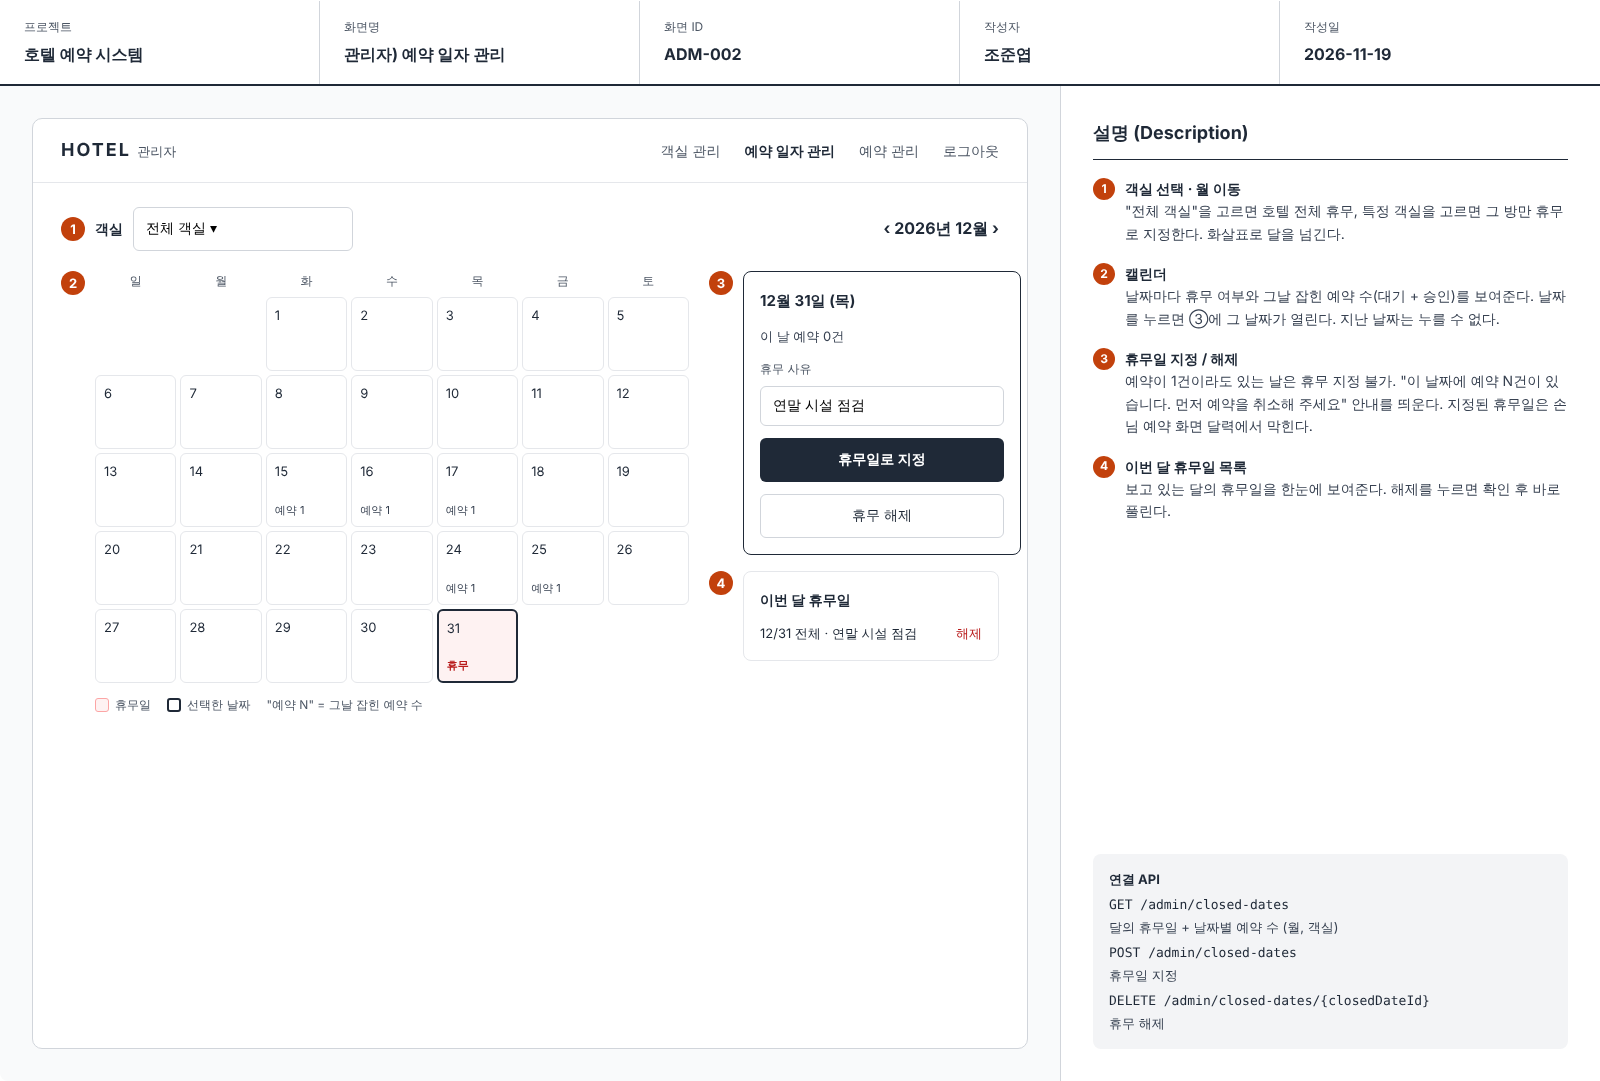 프로젝트
호텔 예약 시스템
화면명
관리자) 예약 일자 관리
화면 ID
ADM-002
작성자
조준엽
작성일
2026-11-19
HOTEL 관리자
객실 관리 예약 일자 관리 예약 관리 로그아웃
1 객실 전체 객실 ▾ ‹ 2026년 12월 ›
2 일 월 화 수 목 금 토
1 2 3 4 5
6 7 8 9 10 11 12
13 14 15 16 17 18 19
예약 1 예약 1 예약 1
20 21 22 23 24 25 26
예약 1 예약 1
27 28 29 30 31
휴무
휴무일 선택한 날짜 "예약 N" = 그날 잡힌 예약 수
3 12월 31일 (목)
이 날 예약 0건
휴무 사유
연말 시설 점검
휴무일로 지정
휴무 해제
4 이번 달 휴무일
12/31 전체 · 연말 시설 점검 해제
설명 (Description)
1 객실 선택 · 월 이동
"전체 객실"을 고르면 호텔 전체 휴무, 특정 객실을 고르면 그 방만 휴무
로 지정한다. 화살표로 달을 넘긴다.
2 캘린더
날짜마다 휴무 여부와 그날 잡힌 예약 수(대기 + 승인)를 보여준다. 날짜
를 누르면 ③에 그 날짜가 열린다. 지난 날짜는 누를 수 없다.
3 휴무일 지정 / 해제
예약이 1건이라도 있는 날은 휴무 지정 불가. "이 날짜에 예약 N건이 있
습니다. 먼저 예약을 취소해 주세요" 안내를 띄운다. 지정된 휴무일은 손
님 예약 화면 달력에서 막힌다.
4 이번 달 휴무일 목록
보고 있는 달의 휴무일을 한눈에 보여준다. 해제를 누르면 확인 후 바로
풀린다.
연결 API
GET /admin/closed-dates
달의 휴무일 + 날짜별 예약 수 (월, 객실)
POST /admin/closed-dates
휴무일 지정
DELETE /admin/closed-dates/{closedDateId}
휴무 해제